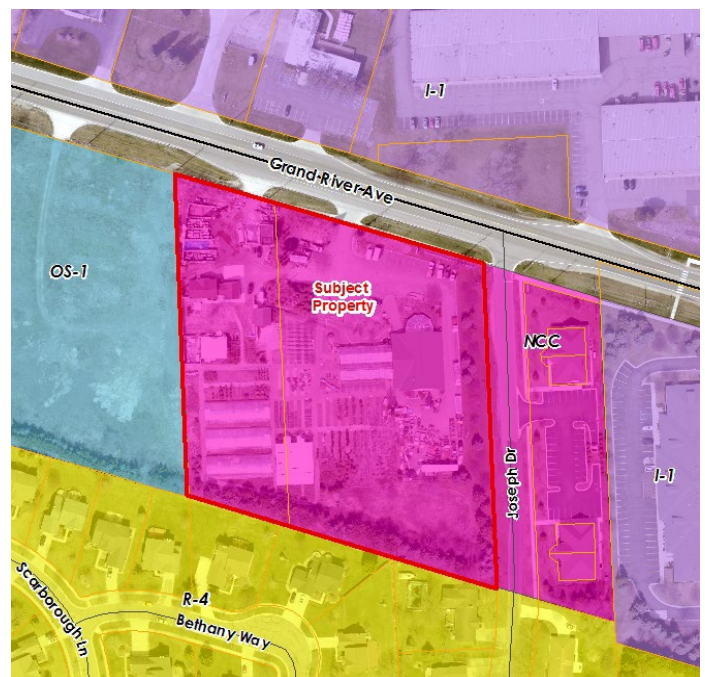 I-1
Grand River Ave
OS-1
Subject
Property
NCC
I-1
Joseph Dr
R-4
Bethany Way
Scarborough Ln